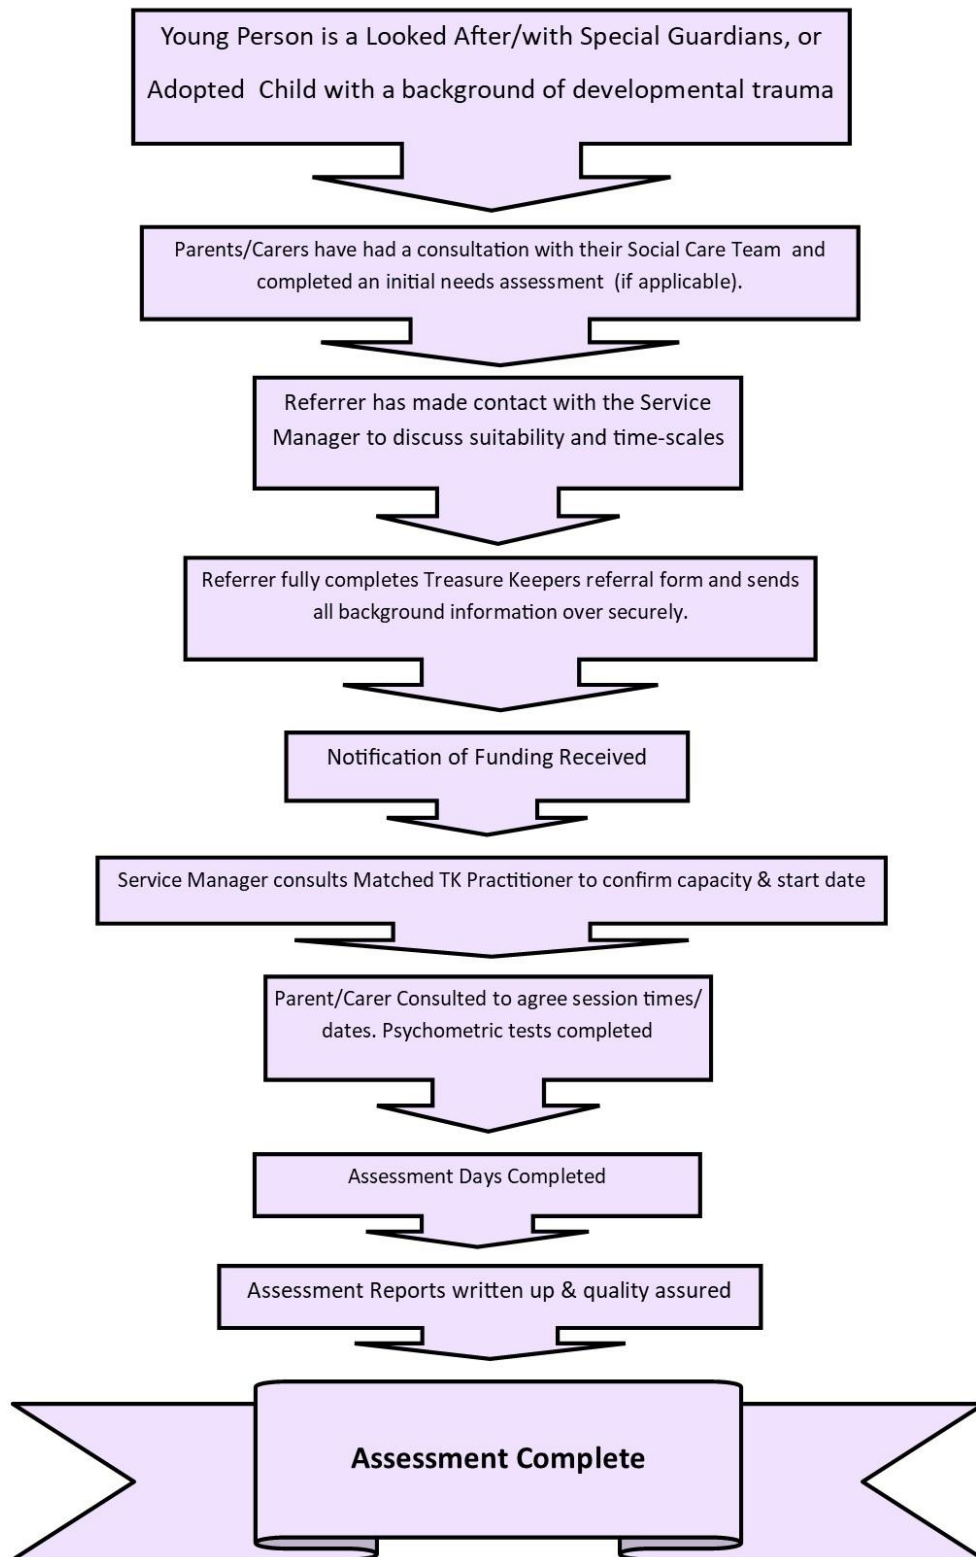 Young Person is a Looked After/with Special Guardians, or
Adopted  Child with a background of developmental trauma
Parents/Carers have had a consultation with their Social Care Team  and
completed an initial needs assessment  (if applicable).
Referrer has made contact with the Service
Manager to discuss suitability and time-scales
Referrer fully completes Treasure Keepers referral form and sends
all background information over securely.
Notification of Funding Received
Service Manager consults Matched TK Practitioner to confirm capacity & start date
Parent/Carer Consulted to agree session times/
dates. Psychometric tests completed
Assessment Days Completed
Assessment Reports written up & quality assured
Assessment Complete